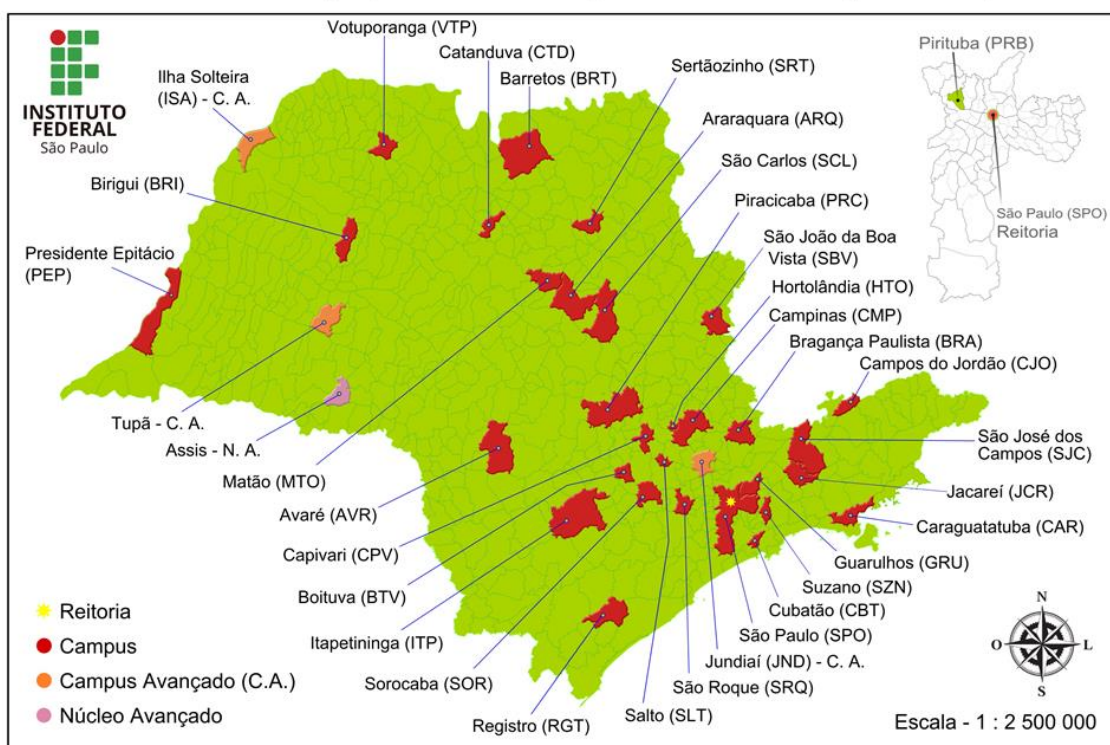 INSTITUTO
FEDERAL
São Paulo
Votuporanga (VTP)
Catanduva (CTD)
Barretos (BRT)
Sertãozinho (SRT)
Pirituba (PRB)
Ilha Solteira
(ISA) - C. A.
Araraquara (ARQ)
São Carlos (SCL)
Birigui (BRI)
Piracicaba (PRC)
São Paulo (SPO)
Reitoria
Presidente Epitácio
(PEP)
São João da Boa
Vista (SBV)
Hortolândia (HTO)
Campinas (CMP)
Bragança Paulista (BRA)
Campos do Jordão (CJO)
Tupã - C. A.
Assis - N. A.
Matão (MTO)
São José dos
Campos (SJC)
Jacareí (JCR)
Avaré (AVR)
Caraguatatuba (CAR)
Capivari (CPV)
Guarulhos (GRU)
Suzano (SZN)
Boituva (BTV)
Cubatão (CBT)
Itapetininga (ITP)
São Paulo (SPO)
Jundiaí (JND) - C. A.
Sorocaba (SOR)
São Roque (SRQ)
Salto (SLT)
Registro (RGT)
Reitoria
Campus
Campus Avançado (C.A.)
Núcleo Avançado
N
O
L
S
Escala - 1 : 2 500 000